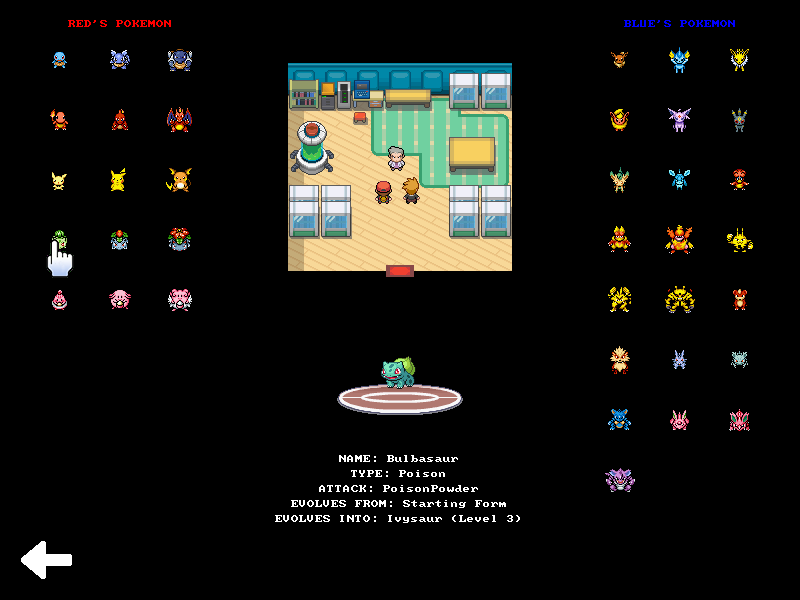 RED'S POKEMON
BLUE'S POKEMON
NAME: Bulbasaur
TYPE: Poison
ATTACK: PoisonPowder
EVOLVES FROM: Starting Form
EVOLVES INTO: Ivysaur (Level 3)